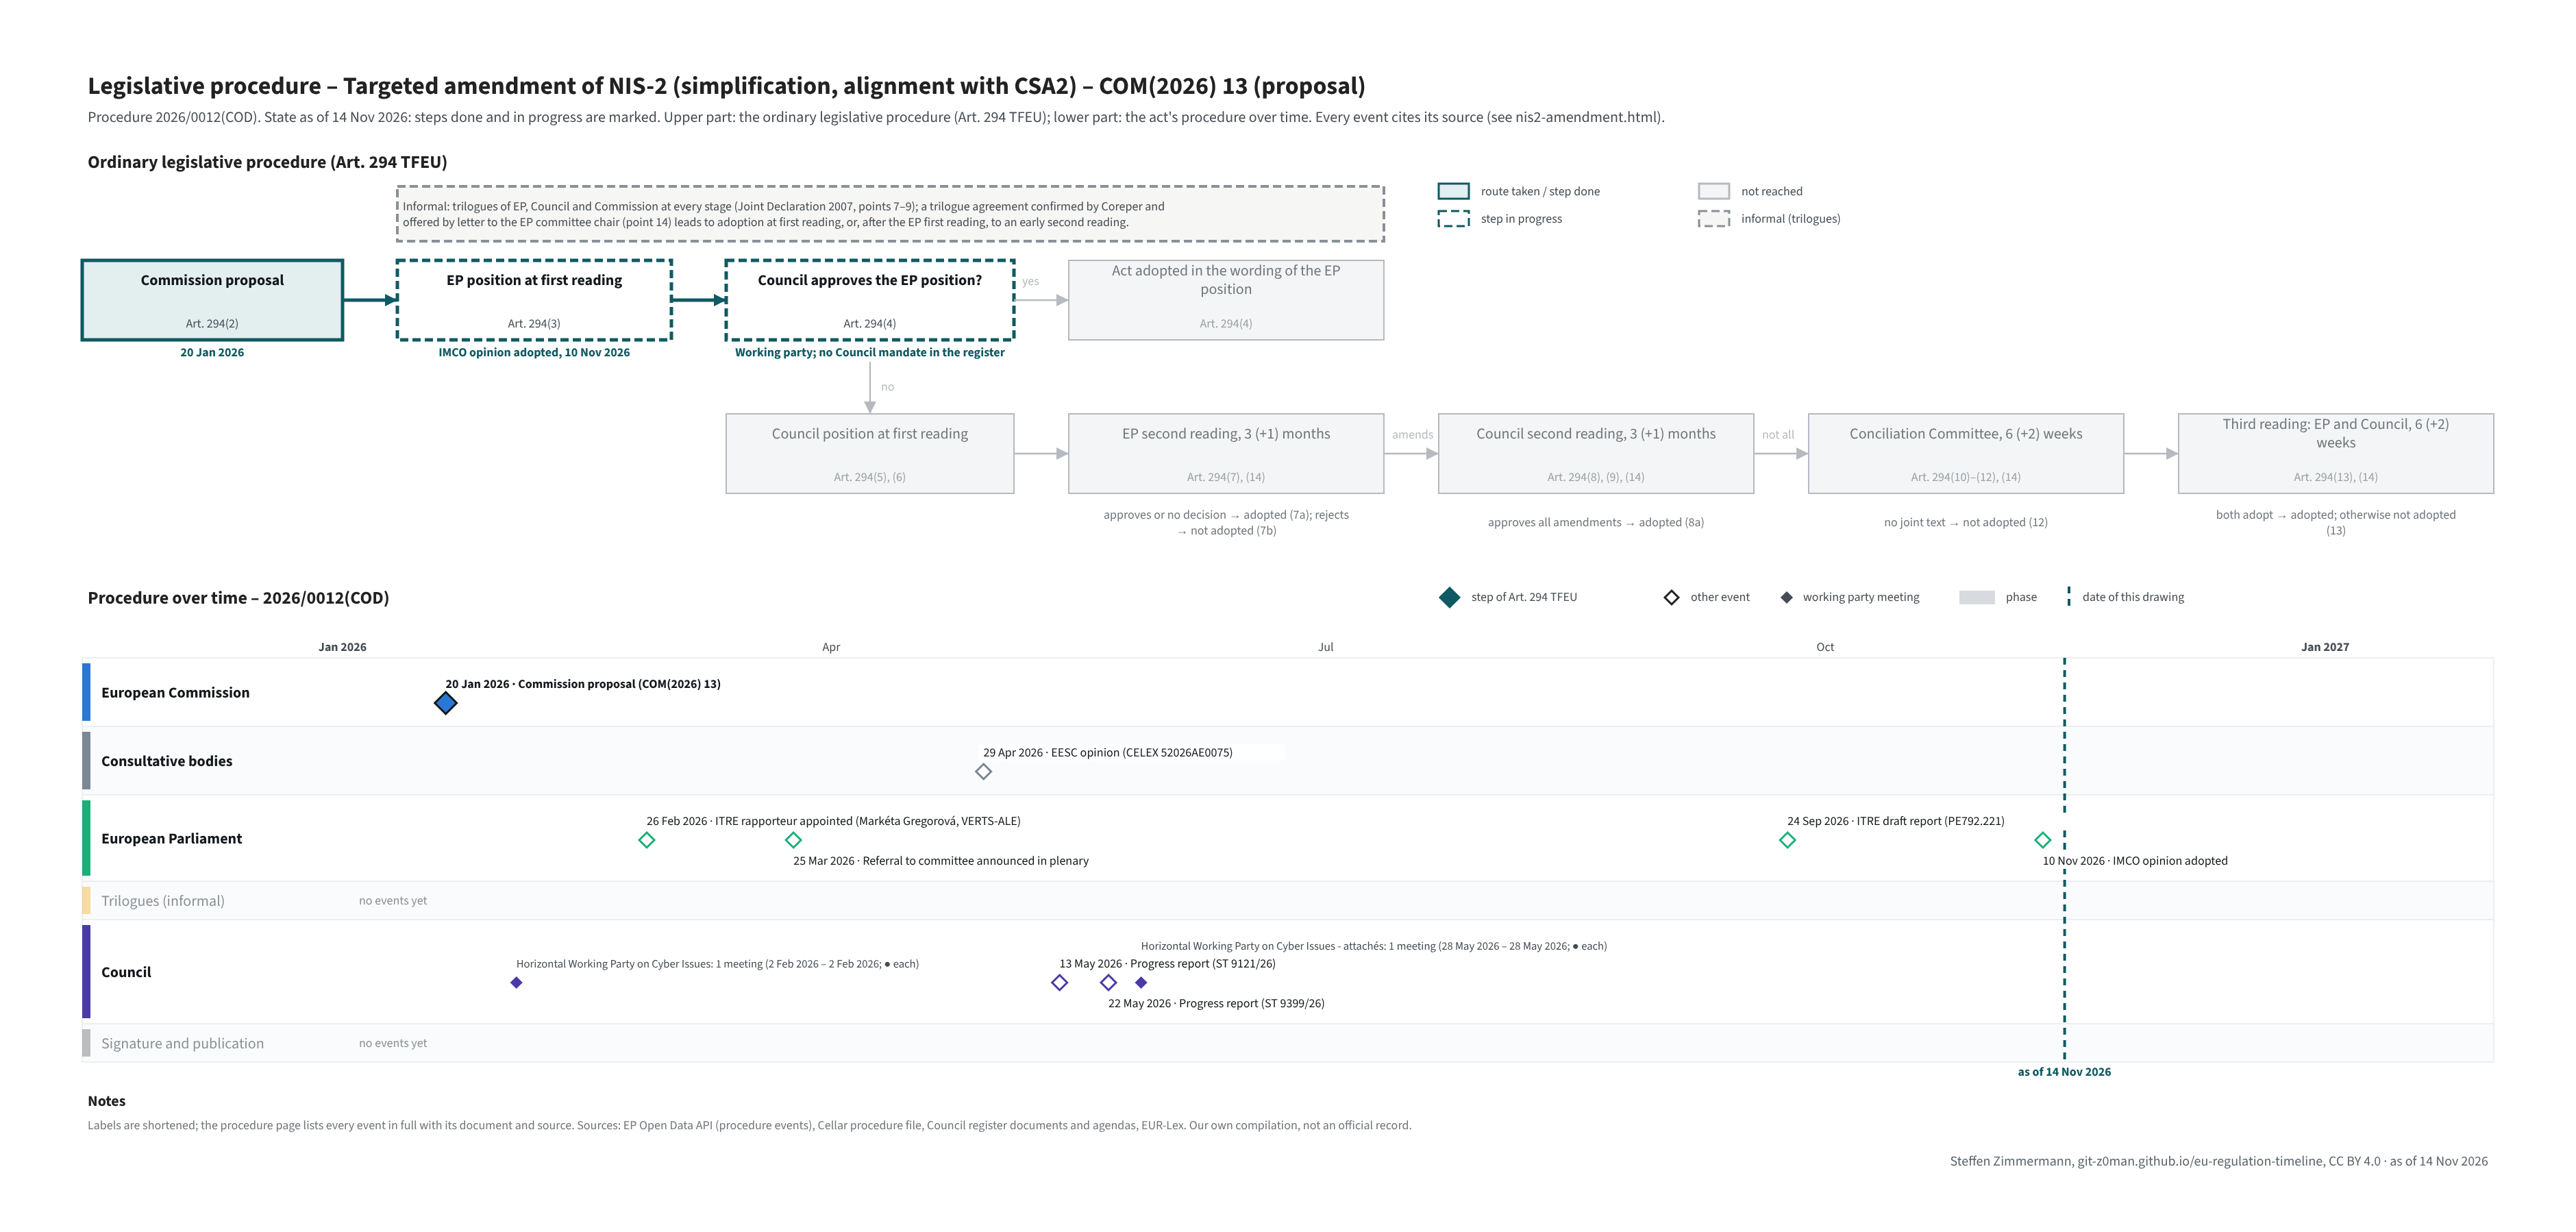 Legislative procedure – Targeted amendment of NIS-2 (simplification, alignment with CSA2) – COM(2026) 13 (proposal)
Procedure 2026/0012(COD). State as of 14 Nov 2026: steps done and in progress are marked. Upper part: the ordinary legislative procedure (Art. 294 TFEU); lower part: the act's procedure over time. Every event cites its source (see nis2-amendment.html).
Ordinary legislative procedure (Art. 294 TFEU)
Informal: trilogues of EP, Council and Commission at every stage (Joint Declaration 2007, points 7–9); a trilogue agreement confirmed by Coreper and
offered by letter to the EP committee chair (point 14) leads to adoption at first reading, or, after the EP first reading, to an early second reading.
route taken / step done
not reached
step in progress
informal (trilogues)
Commission proposal
Art. 294(2)
20 Jan 2026
EP position at first reading
Art. 294(3)
IMCO opinion adopted, 10 Nov 2026
Council approves the EP position?
Art. 294(4)
Working party; no Council mandate in the register
yes
Act adopted in the wording of the EP
position
Art. 294(4)
no
Council position at first reading
Art. 294(5), (6)
EP second reading, 3 (+1) months
Art. 294(7), (14)
approves or no decision → adopted (7a); rejects
→ not adopted (7b)
amends
Council second reading, 3 (+1) months
Art. 294(8), (9), (14)
approves all amendments → adopted (8a)
not all
Conciliation Committee, 6 (+2) weeks
Art. 294(10)–(12), (14)
no joint text → not adopted (12)
Third reading: EP and Council, 6 (+2)
weeks
Art. 294(13), (14)
both adopt → adopted; otherwise not adopted
(13)
Procedure over time – 2026/0012(COD)
step of Art. 294 TFEU
other event
working party meeting
phase
date of this drawing
Jan 2026
Apr
Jul
Oct
Jan 2027
European Commission
20 Jan 2026 · Commission proposal (COM(2026) 13)
Consultative bodies
29 Apr 2026 · EESC opinion (CELEX 52026AE0075)
European Parliament
26 Feb 2026 · ITRE rapporteur appointed (Markéta Gregorová, VERTS-ALE)
25 Mar 2026 · Referral to committee announced in plenary
24 Sep 2026 · ITRE draft report (PE792.221)
10 Nov 2026 · IMCO opinion adopted
Trilogues (informal)
no events yet
Council
Horizontal Working Party on Cyber Issues - attachés: 1 meeting (28 May 2026 – 28 May 2026; ● each)
Horizontal Working Party on Cyber Issues: 1 meeting (2 Feb 2026 – 2 Feb 2026; ● each)
13 May 2026 · Progress report (ST 9121/26)
22 May 2026 · Progress report (ST 9399/26)
Signature and publication
no events yet
as of 14 Nov 2026
Notes
Labels are shortened; the procedure page lists every event in full with its document and source. Sources: EP Open Data API (procedure events), Cellar procedure file, Council register documents and agendas, EUR-Lex. Our own compilation, not an official record.
Steffen Zimmermann, git-z0man.github.io/eu-regulation-timeline, CC BY 4.0 · as of 14 Nov 2026